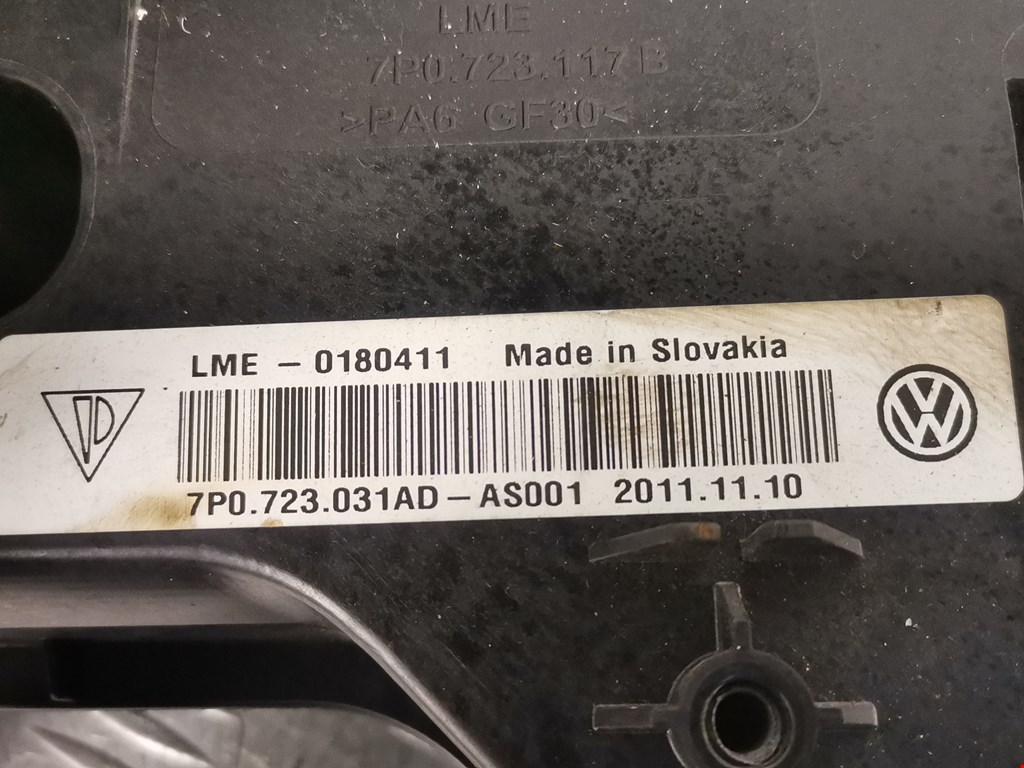 LME
7P0.723.117 B
>PA6 GF30<
LME - 0180411 Made in Slovakia
7P0.723.031AD - AS001 2011.11.10